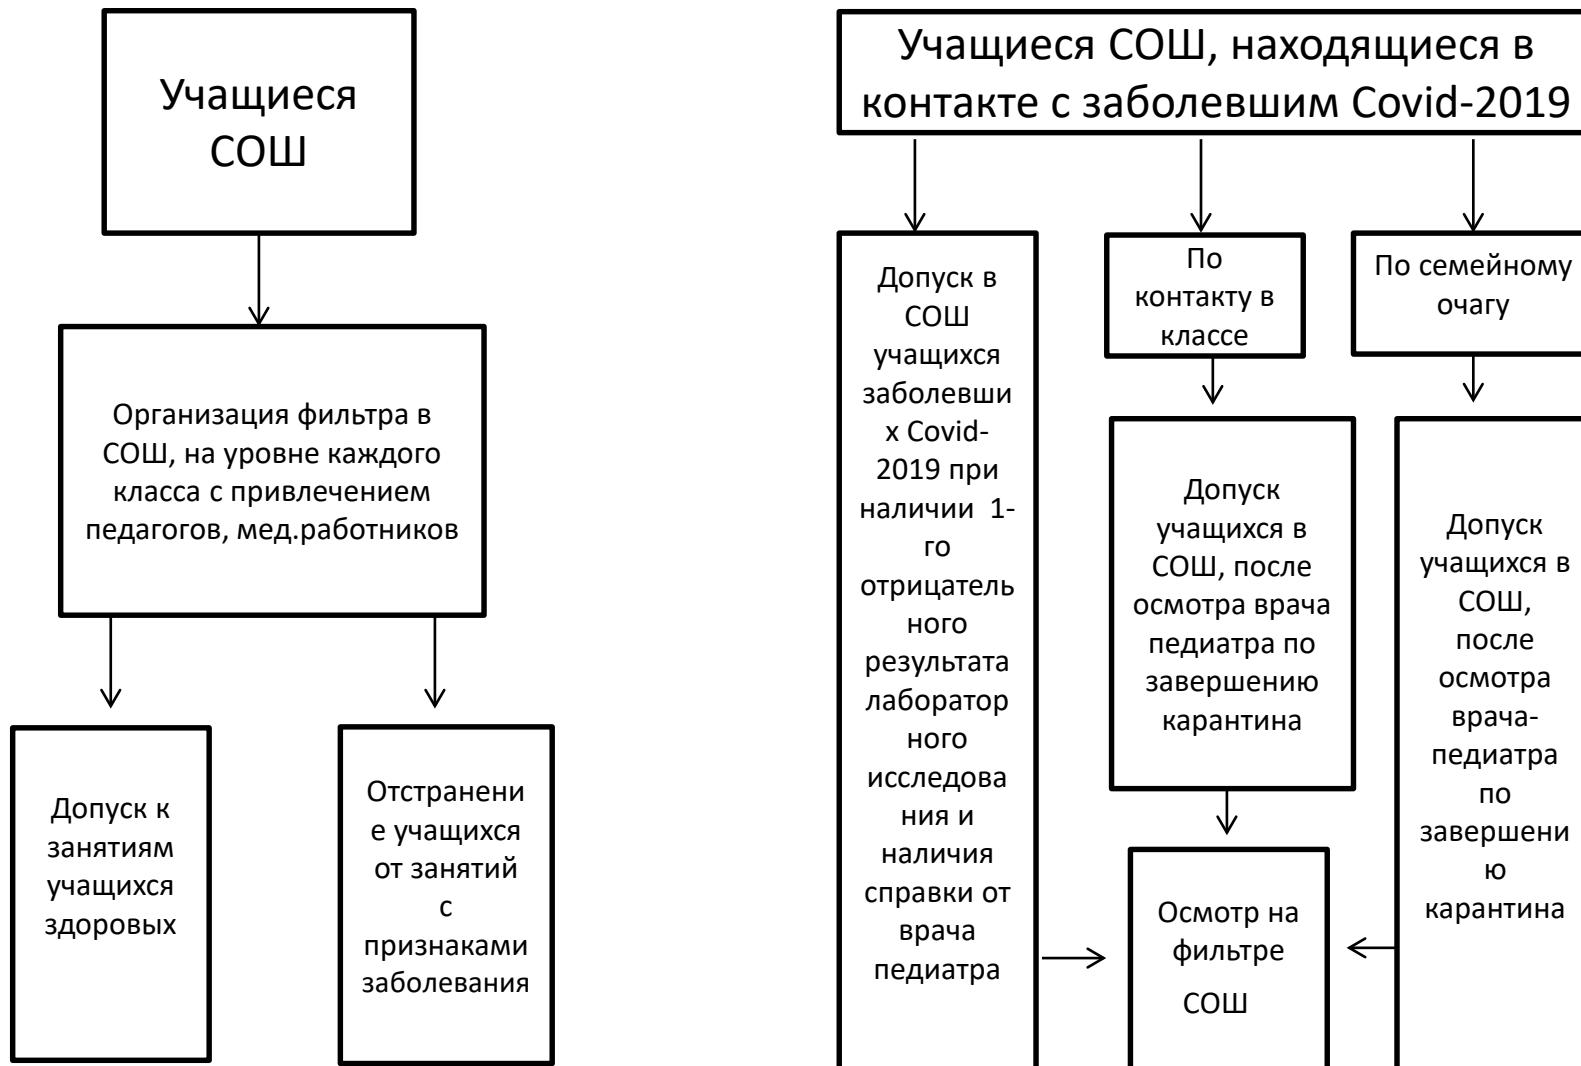 Учащиеся
СОШ
Организация фильтра в
СОШ, на уровне каждого
класса с привлечением
педагогов, мед.работников
Допуск к
занятиям
учащихся
здоровых
Отстранени
е учащихся
от занятий
с
признаками
заболевания
Учащиеся СОШ, находящиеся в
контакте с заболевшим Covid-2019
Допуск в
СОШ
учащихся
заболевши
х Covid-
2019 при
наличии 1-
го
отрицатель
ного
результата
лаборатор
ного
исследова
ния и
наличия
справки от
врача
педиатра
По
контакту в
классе
Допуск
учащихся в
СОШ, после
осмотра врача
педиатра по
завершению
карантина
Осмотр на
фильтре
СОШ
По семейному
очагу
Допуск
учащихся в
СОШ,
после
осмотра
врача-
педиатра
по
завершени
ю
карантина